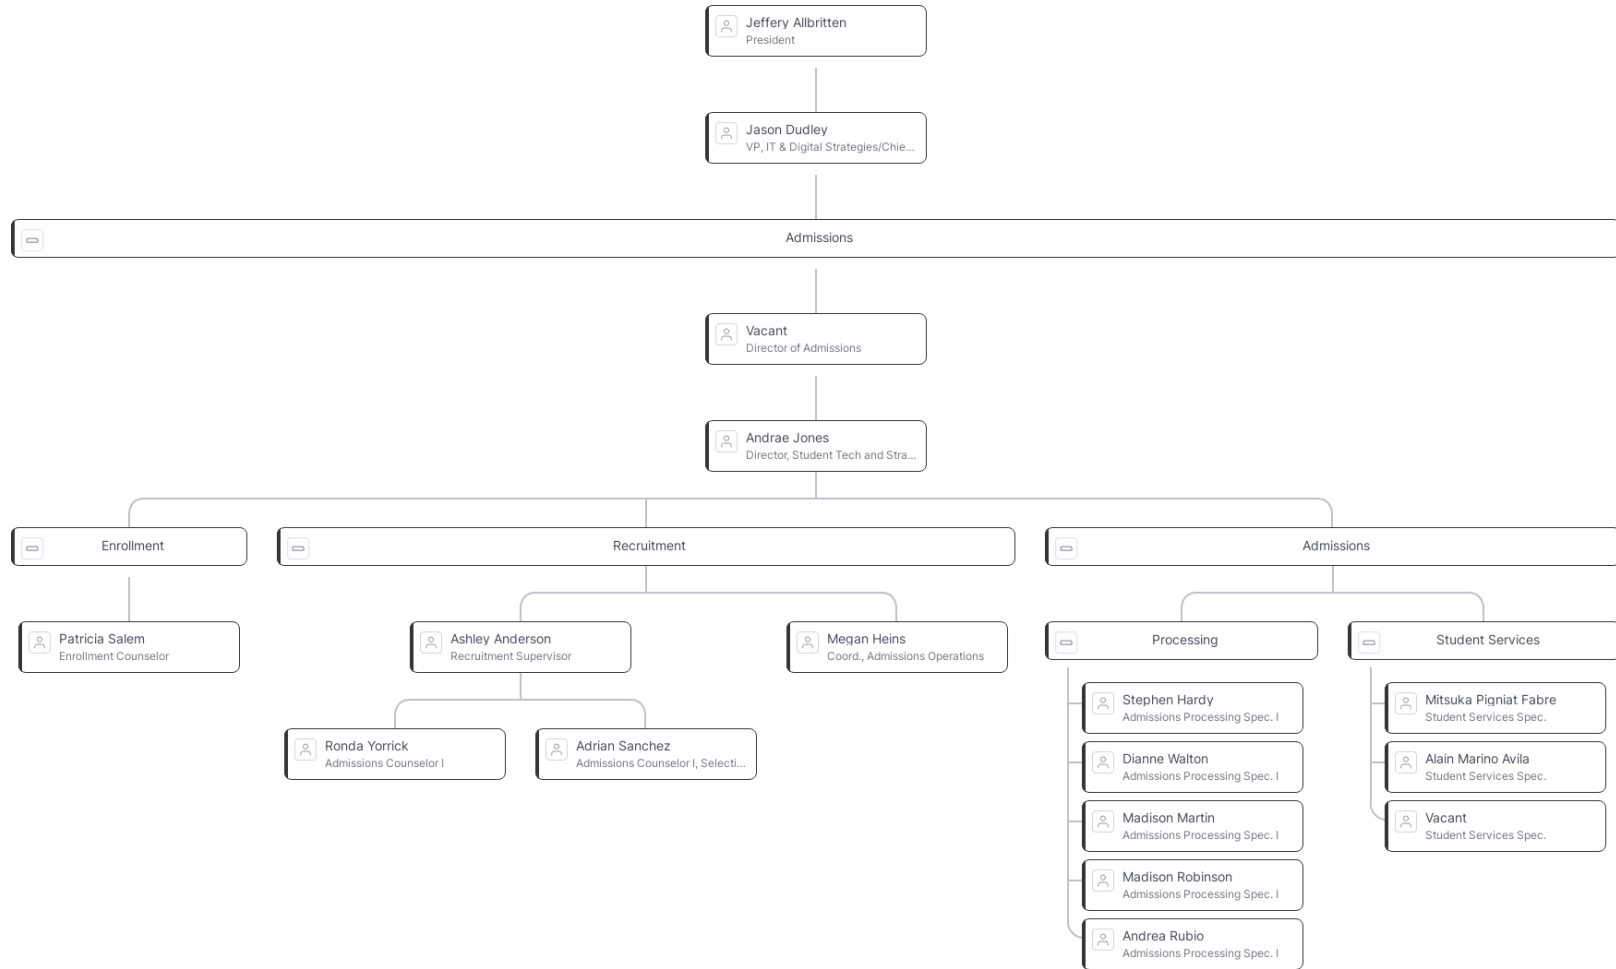 Jeffery Allbritten
President
Jason Dudley
VP, IT & Digital Strategies/Chie...
Admissions
Vacant
Director of Admissions
Andrae Jones
Director, Student Tech and Stra...
Enrollment
Recruitment
Admissions
Patricia Salem
Enrollment Counselor
Ashley Anderson
Recruitment Supervisor
Megan Heins
Coord., Admissions Operations
Processing
Student Services
Ronda Yorrick
Admissions Counselor I
Adrian Sanchez
Admissions Counselor I, Selecti...
Stephen Hardy
Admissions Processing Spec. I
Dianne Walton
Admissions Processing Spec. I
Madison Martin
Admissions Processing Spec. I
Madison Robinson
Admissions Processing Spec. I
Andrea Rubio
Admissions Processing Spec. I
Mitsuka Pigniat Fabre
Student Services Spec.
Alain Marino Avila
Student Services Spec.
Vacant
Student Services Spec.